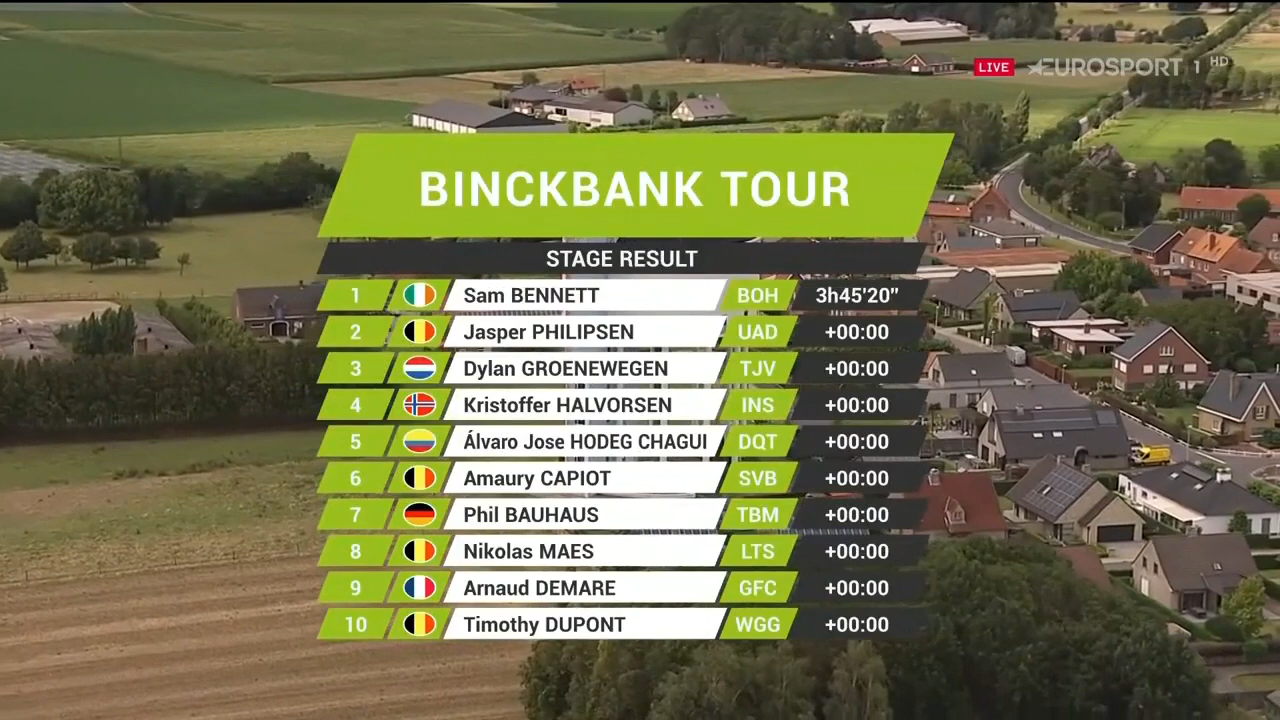 LIVE EUROSPORT 1 HD
BINCKBANK TOUR
STAGE RESULT
1 Sam BENNETT BOH 3h45'20"
2 Jasper PHILIPSEN UAD +00:00
3 Dylan GROENEWEGEN TJV +00:00
4 Kristoffer HALVORSEN INS +00:00
5 Álvaro Jose HODEG CHAGUI DQT +00:00
6 Amaury CAPIOT SVB +00:00
7 Phil BAUHAUS TBM +00:00
8 Nikolas MAES LTS +00:00
9 Arnaud DEMARE GFC +00:00
10 Timothy DUPONT WGG +00:00